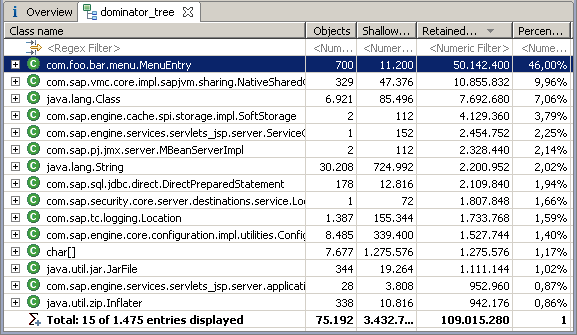 i Overview dominator_tree
Class name Objects Shallow... Retained... Percen...
<Regex Filter> <Num... <Numer... <Numeric Filter> <Nume...
com.foo.bar.menu.MenuEntry 700 11.200 50.142.400 46,00%
com.sap.vmc.core.impl.sapjvm.sharing.NativeSharedC 329 47.376 10.855.832 9,96%
java.lang.Class 6.921 85.496 7.692.680 7,06%
com.sap.engine.cache.spi.storage.impl.SoftStorage 2 112 4.129.360 3,79%
com.sap.engine.services.servlets_jsp.server.ServiceC 1 152 2.454.752 2,25%
com.sap.pj.jmx.server.MBeanServerImpl 2 112 2.328.440 2,14%
java.lang.String 30.208 724.992 2.200.952 2,02%
com.sap.sql.jdbc.direct.DirectPreparedStatement 178 12.816 2.109.840 1,94%
com.sap.security.core.server.destinations.service.Loc 1 72 1.807.848 1,66%
com.sap.tc.logging.Location 1.387 155.344 1.733.768 1,59%
com.sap.engine.core.configuration.impl.utilities.Config 8.485 339.400 1.527.744 1,40%
char[] 7.677 1.275.576 1.275.576 1,17%
java.util.jar.JarFile 344 19.264 1.111.144 1,02%
com.sap.engine.services.servlets_jsp.server.applicati 28 3.808 952.960 0,87%
java.util.zip.Inflater 338 10.816 942.176 0,86%
Total: 15 of 1.475 entries displayed 75.192 3.432.7... 109.015.280 1